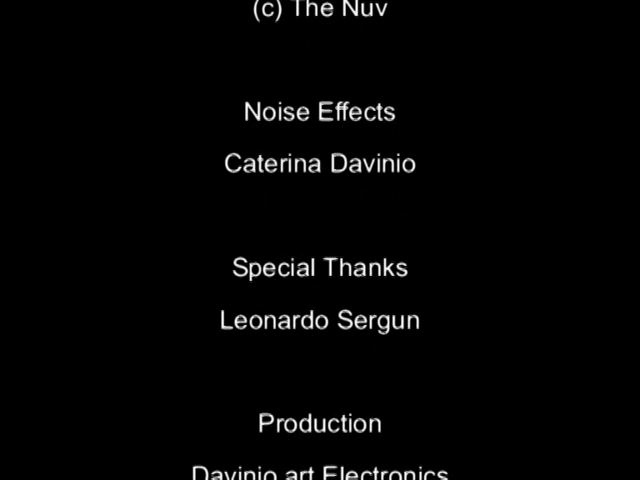 (c) The Nuv
Noise Effects
Caterina Davinio
Special Thanks
Leonardo Sergun
Production
Davinio art Electronics